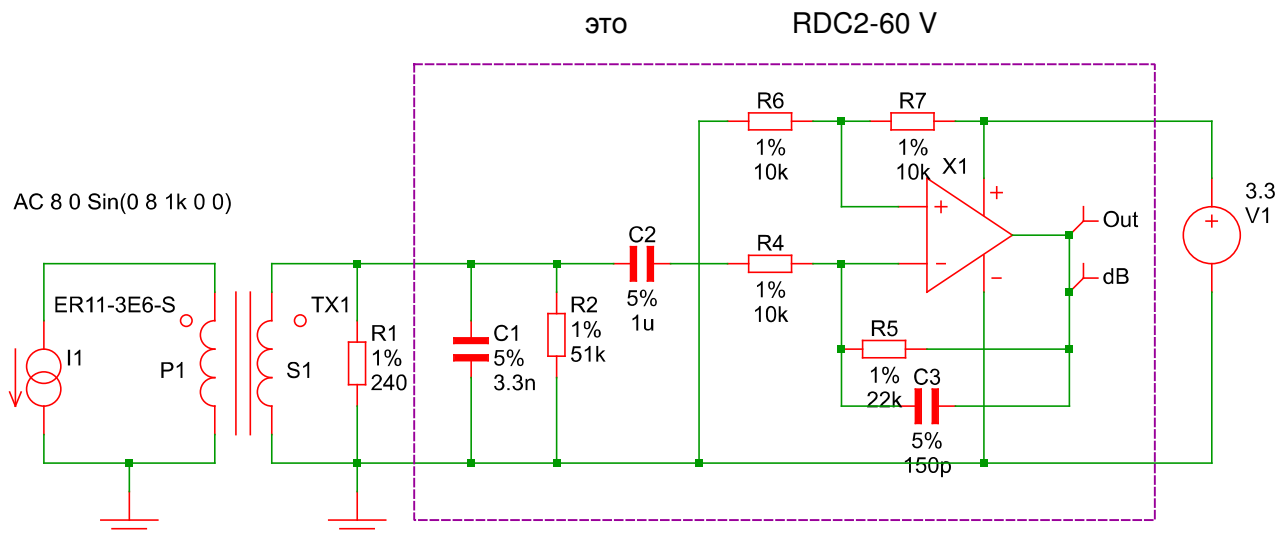 это RDC2-60 V
R6
1%
10k
R7
1%
10k
X1
AC 8 0 Sin(0 8 1k 0 0)
+
−
+
−
Out
dB
3.3
V1
+
C2
5%
1u
R4
1%
10k
ER11-3E6-S
TX1
I1
P1
S1
R1
1%
240
C1
5%
3.3n
R2
1%
51k
R5
1%
22k
C3
5%
150p